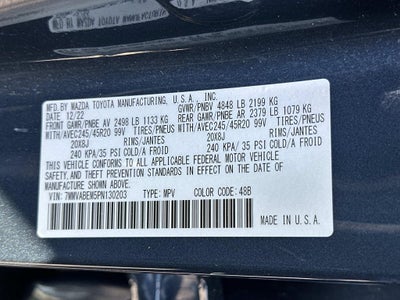 MFD. BY MAZDA TOYOTA MANUFACTURING, U.S.A., INC.
DATE: 12/22 GVWR/PNBV 4848 LB 2199 KG
FRONT GAWR/PNBE AV 2498 LB 1133 KG REAR GAWR/PNBE AR 2379 LB 1079 KG
WITH/AVEC245/45R20 99V TIRES/PNEUS WITH/AVEC245/45R20 99V TIRES/PNEUS
20X8J RIMS/JANTES 20X8J RIMS/JANTES
240 KPA/35 PSI COLD/A FROID 240 KPA/35 PSI COLD/A FROID
THIS VEHICLE CONFORMS TO ALL APPLICABLE FEDERAL MOTOR VEHICLE
SAFETY, AND THEFT PREVENTION STANDARDS IN EFFECT ON THE DATE OF
MANUFACTURE SHOWN ABOVE.
VIN: 7MMVABEM5PN130203 TYPE: MPV COLOR CODE: 48B
MADE IN U.S.A.